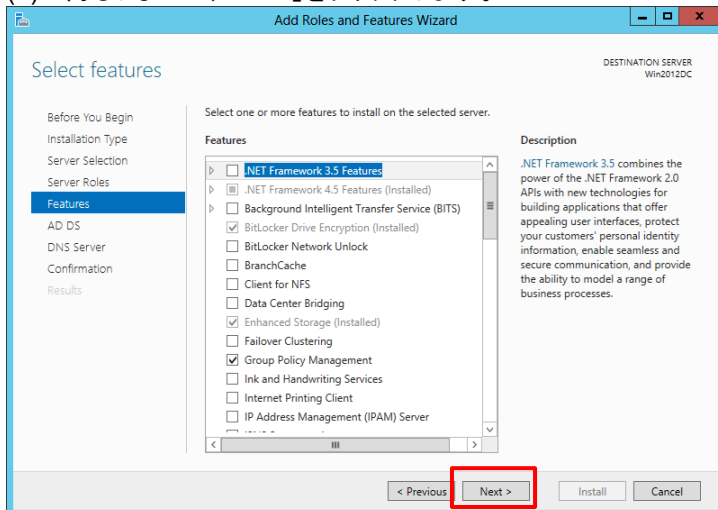 Add Roles and Features Wizard
Select features
DESTINATION SERVER
Win2012DC
Before You Begin
Installation Type
Server Selection
Server Roles
Features
AD DS
DNS Server
Confirmation
Results
Select one or more features to install on the selected server.
Features
.NET Framework 3.5 Features
.NET Framework 4.5 Features (Installed)
Background Intelligent Transfer Service (BITS)
BitLocker Drive Encryption (Installed)
BitLocker Network Unlock
BranchCache
Client for NFS
Data Center Bridging
Enhanced Storage (Installed)
Failover Clustering
Group Policy Management
Ink and Handwriting Services
Internet Printing Client
IP Address Management (IPAM) Server
Description
.NET Framework 3.5 combines the
power of the .NET Framework 2.0
APIs with new technologies for
building applications that offer
appealing user interfaces, protect
your customers' personal identity
information, enable seamless and
secure communication, and provide
the ability to model a range of
business processes.
< Previous
Next >
Install
Cancel